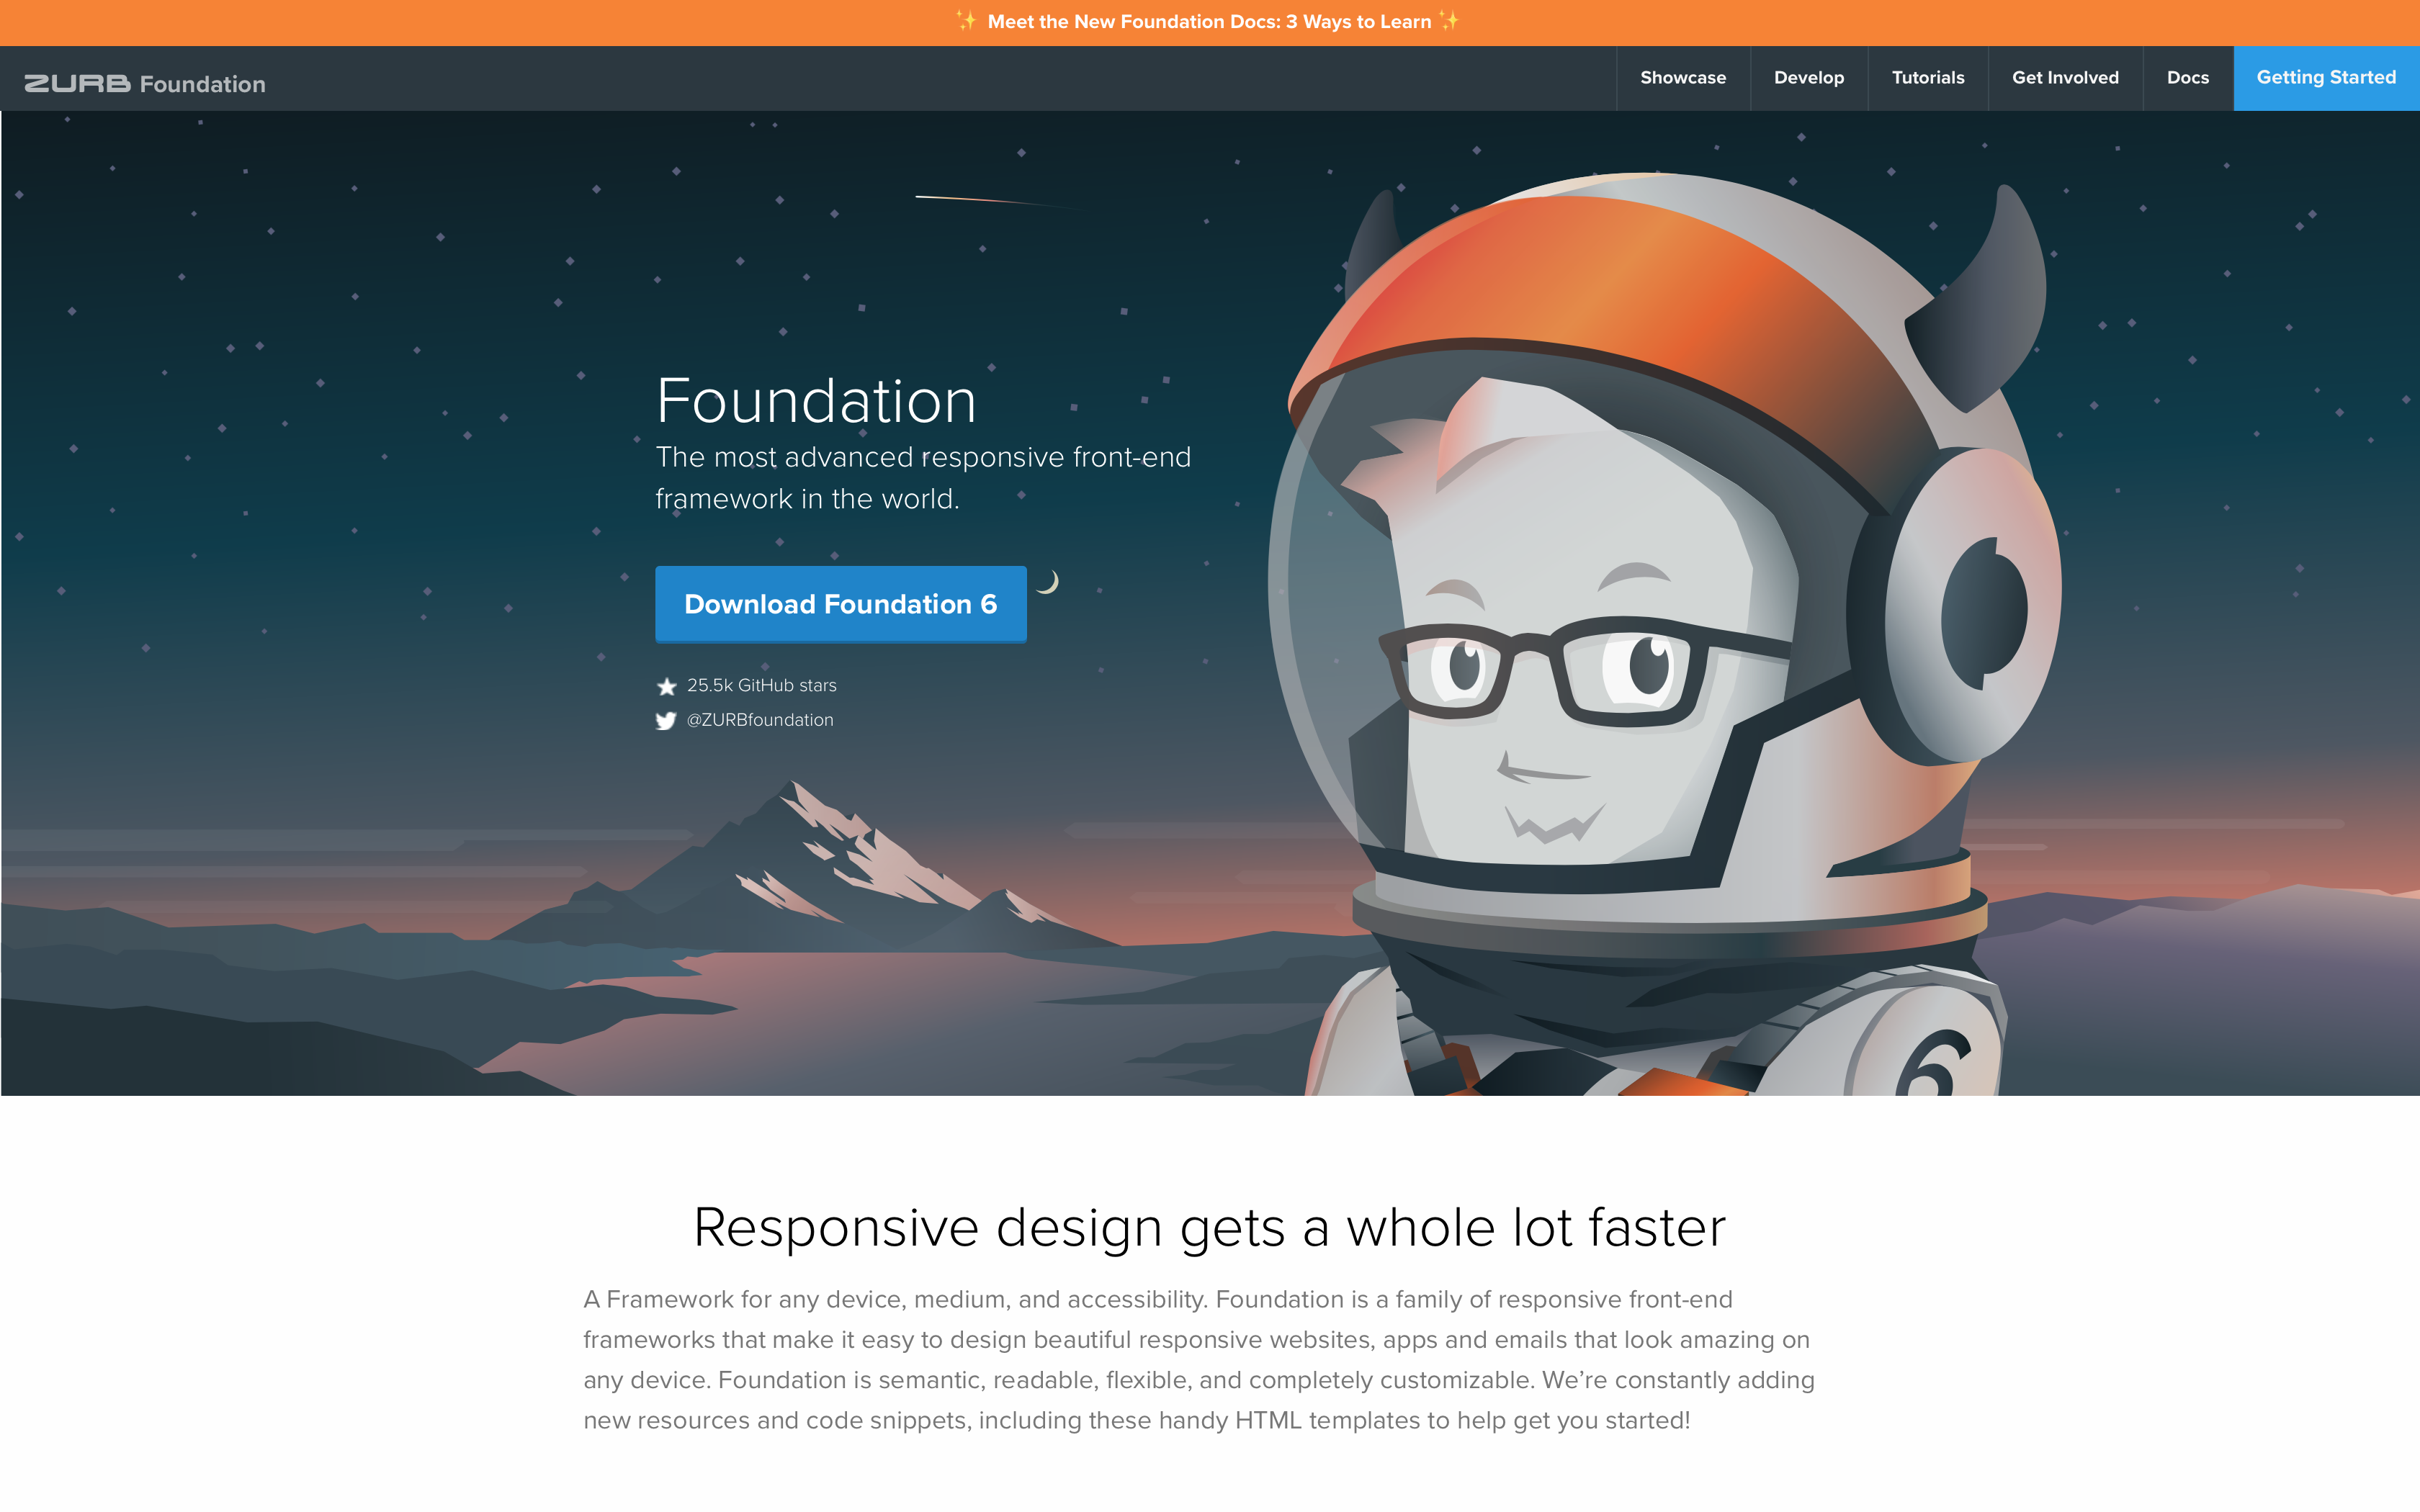 ✨ Meet the New Foundation Docs: 3 Ways to Learn ✨
ZURB Foundation
Showcase
Develop
Tutorials
Get Involved
Docs
Getting Started
Foundation
The most advanced responsive front-end
framework in the world.
Download Foundation 6
25.5k GitHub stars
@ZURBfoundation
6
Responsive design gets a whole lot faster
A Framework for any device, medium, and accessibility. Foundation is a family of responsive front-end
frameworks that make it easy to design beautiful responsive websites, apps and emails that look amazing on
any device. Foundation is semantic, readable, flexible, and completely customizable. We’re constantly adding
new resources and code snippets, including these handy HTML templates to help get you started!